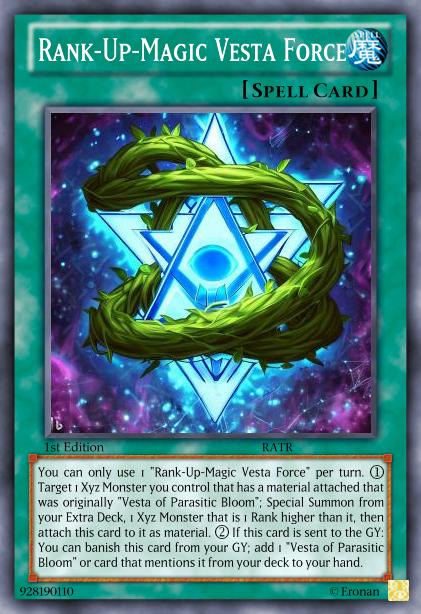 Rank-Up-Magic Vesta Force
SPELL
魔
[Spell Card]
1st Edition
RATR
You can only use 1 "Rank-Up-Magic Vesta Force" per turn. ①
Target 1 Xyz Monster you control that has a material attached that
was originally "Vesta of Parasitic Bloom"; Special Summon from
your Extra Deck, 1 Xyz Monster that is 1 Rank higher than it, then
attach this card to it as material. ② If this card is sent to the GY:
You can banish this card from your GY; add 1 "Vesta of Parasitic
Bloom" or card that mentions it from your deck to your hand.
928190110
© Eronan